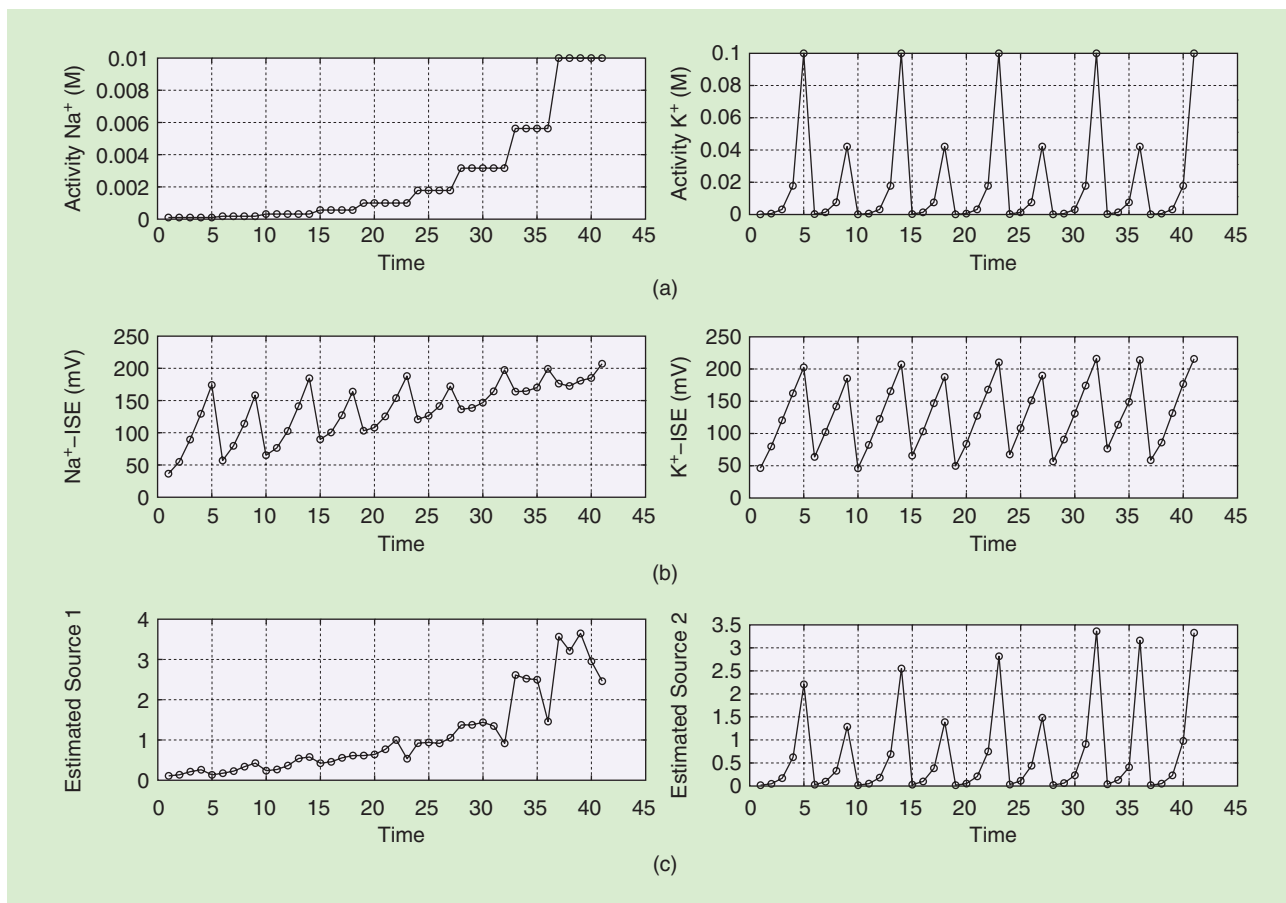 Activity Na+ (M)
0.01
0.008
0.006
0.004
0.002
0
0 5 10 15 20 25 30 35 40 45
Time
Activity K+ (M)
0.1
0.08
0.06
0.04
0.02
0
0 5 10 15 20 25 30 35 40 45
Time
(a)
Na+–ISE (mV)
250
200
150
100
50
0
0 5 10 15 20 25 30 35 40 45
Time
K+–ISE (mV)
250
200
150
100
50
0
0 5 10 15 20 25 30 35 40 45
Time
(b)
Estimated Source 1
4
3
2
1
0
0 5 10 15 20 25 30 35 40 45
Time
Estimated Source 2
3.5
3
2.5
2
1.5
1
0.5
0
0 5 10 15 20 25 30 35 40 45
Time
(c)